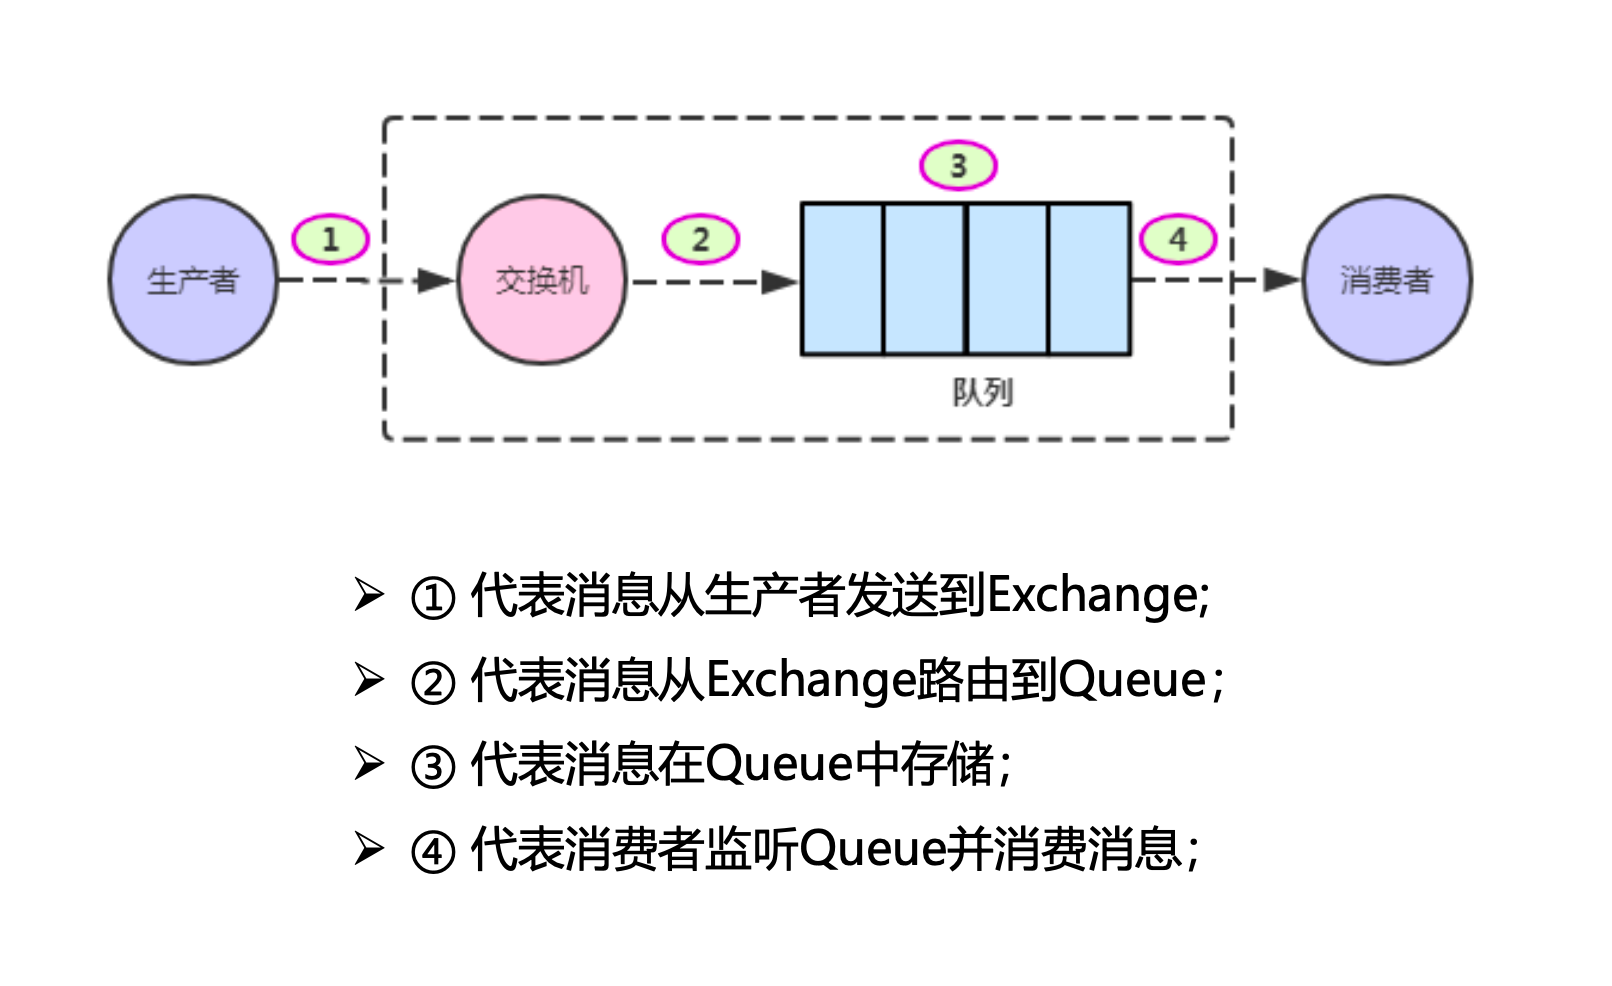 3
1
2
4
生产者
交换机
消费者
队列
➢ ① 代表消息从生产者发送到Exchange;
➢ ② 代表消息从Exchange路由到Queue；
➢ ③ 代表消息在Queue中存储；
➢ ④ 代表消费者监听Queue并消费消息；